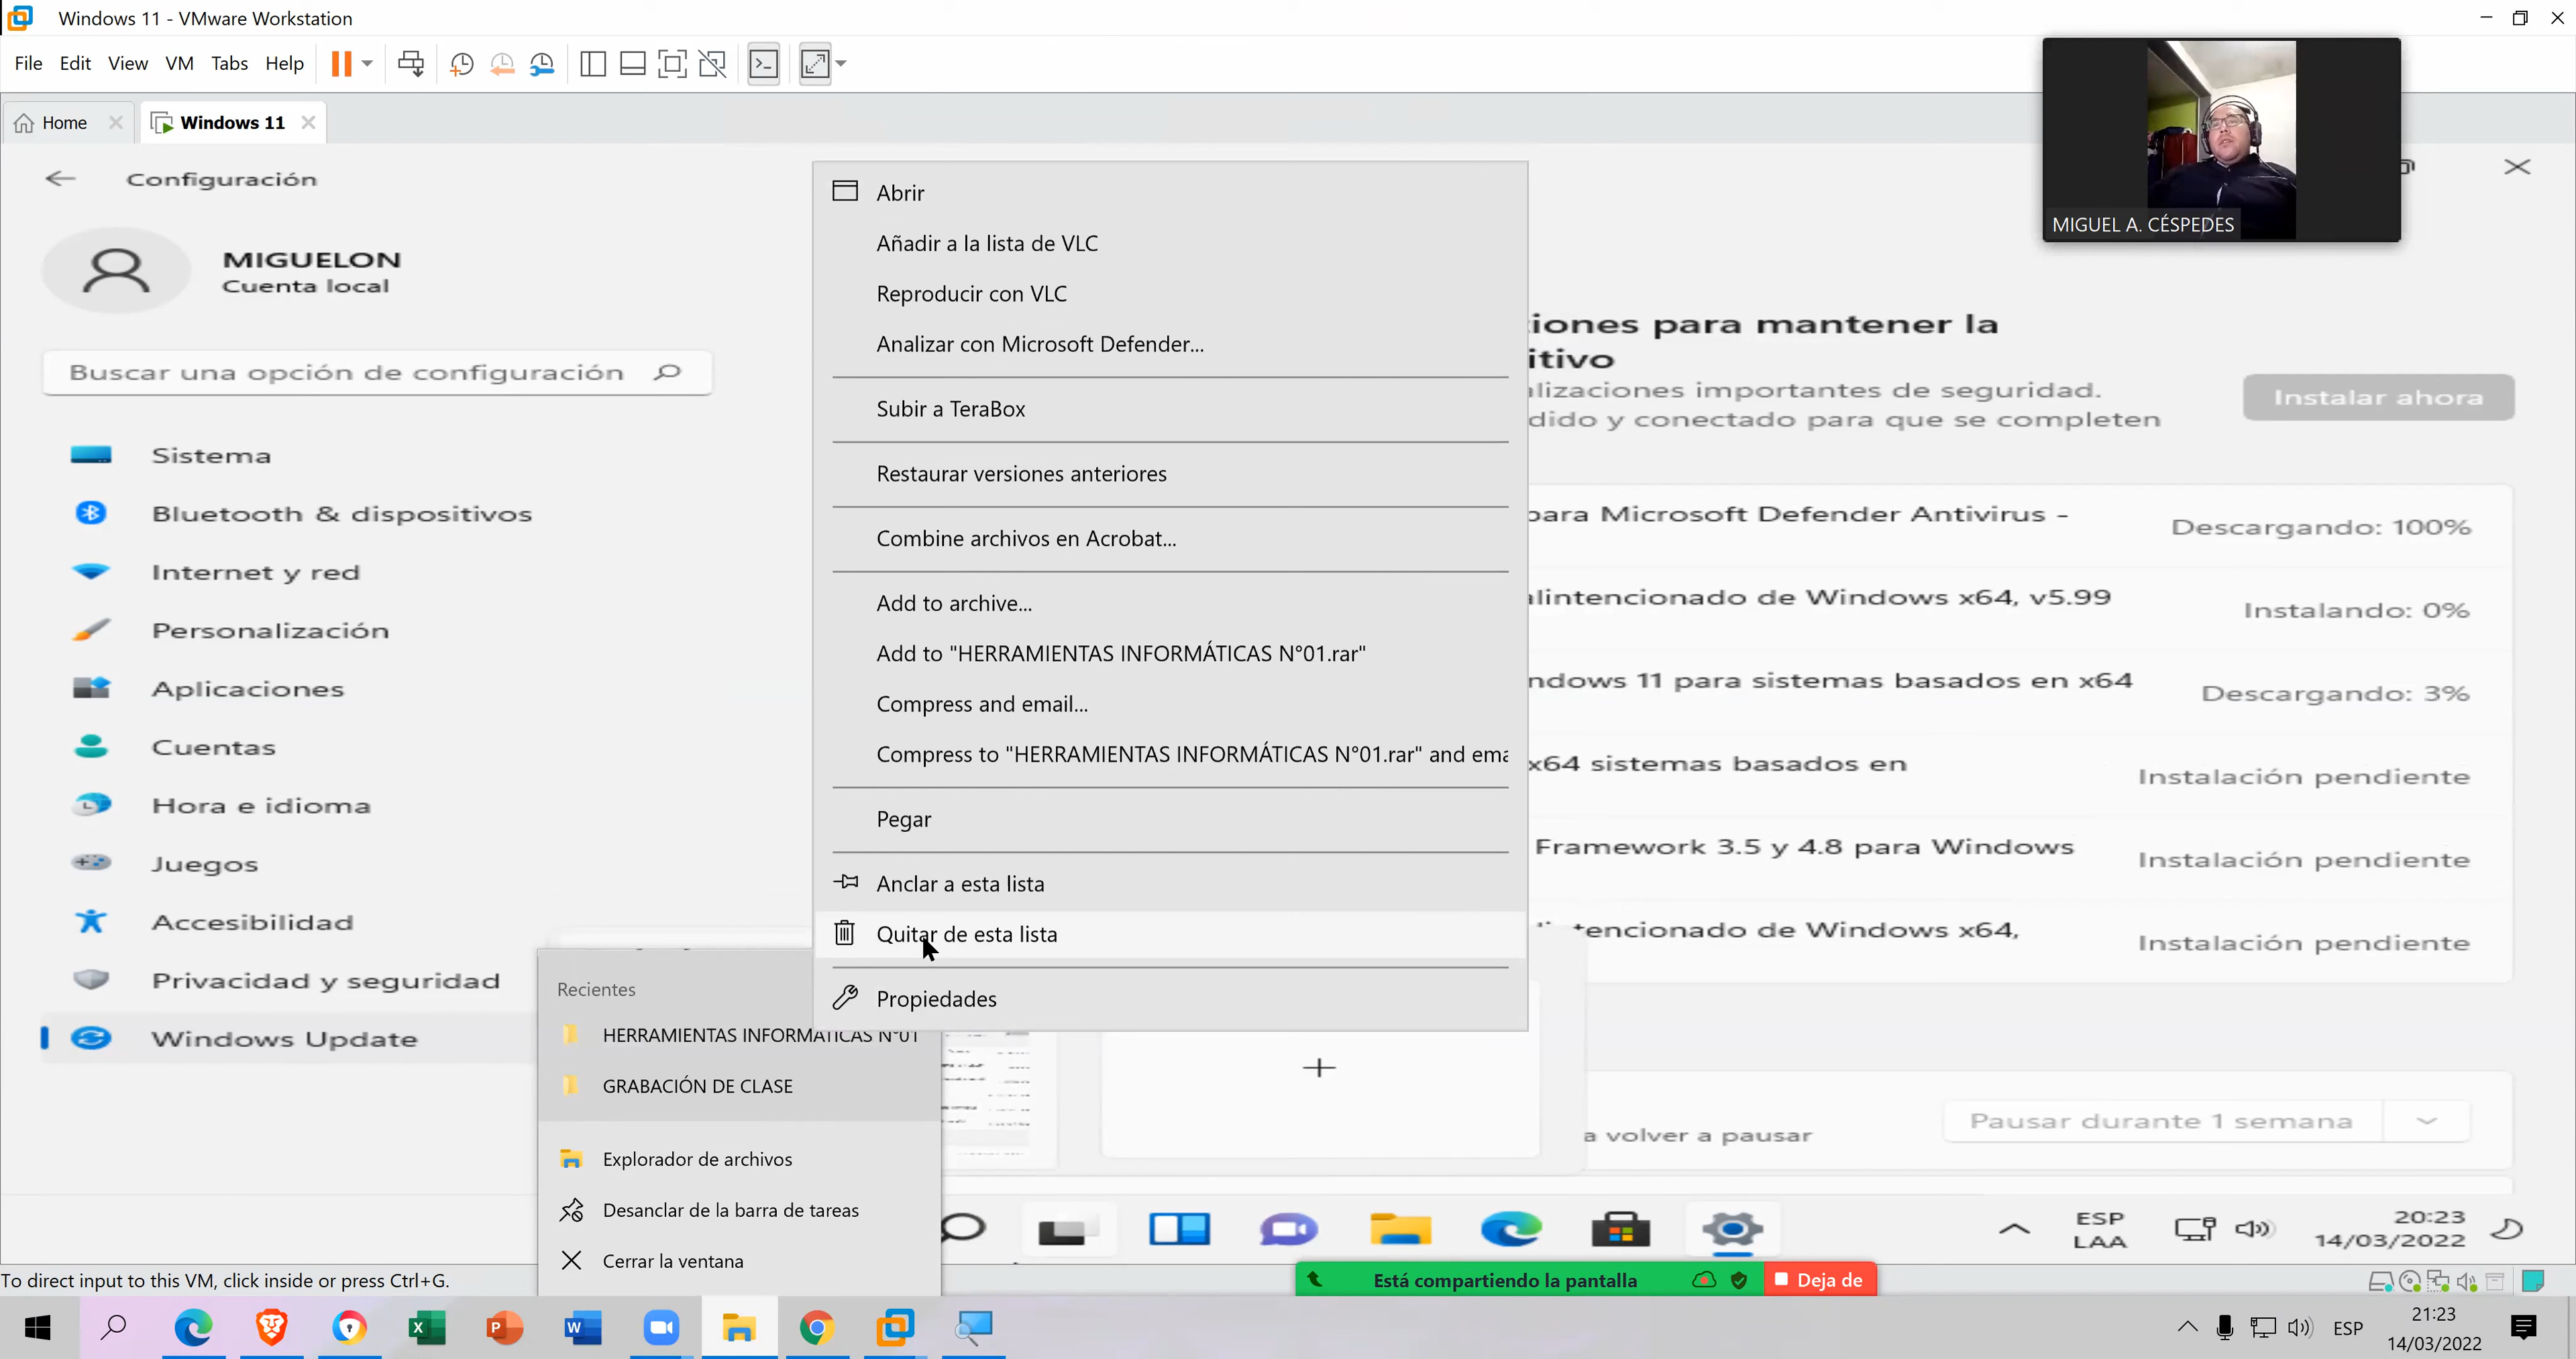 Windows 11 - VMware Workstation
File Edit View VM Tabs Help
Home
Windows 11
MIGUEL A. CÉSPEDES
Configuración
MIGUELON
Cuenta local
Buscar una opción de configuración
Sistema
Bluetooth & dispositivos
Internet y red
Personalización
Aplicaciones
Cuentas
Hora e idioma
Juegos
Accesibilidad
Privacidad y seguridad
Windows Update
Abrir
Añadir a la lista de VLC
Reproducir con VLC
Analizar con Microsoft Defender...
Subir a TeraBox
Restaurar versiones anteriores
Combine archivos en Acrobat...
Add to archive...
Add to "HERRAMIENTAS INFORMÁTICAS N°01.rar"
Compress and email...
Compress to "HERRAMIENTAS INFORMÁTICAS N°01.rar" and ema
Pegar
Anclar a esta lista
Quitar de esta lista
Propiedades
iones para mantener la
itivo
lizaciones importantes de seguridad.
dido y conectado para que se completen
Instalar ahora
para Microsoft Defender Antivirus -
Descargando: 100%
lintencionado de Windows x64, v5.99
Instalando: 0%
ndows 11 para sistemas basados en x64
Descargando: 3%
x64 sistemas basados en
Instalación pendiente
Framework 3.5 y 4.8 para Windows
Instalación pendiente
intencionado de Windows x64,
Instalación pendiente
a volver a pausar
Pausar durante 1 semana
Recientes
HERRAMIENTAS INFORMÁTICAS N°01
GRABACIÓN DE CLASE
Explorador de archivos
Desanclar de la barra de tareas
Cerrar la ventana
ESP
LAA
20:23
14/03/2022
To direct input to this VM, click inside or press Ctrl+G.
Está compartiendo la pantalla
Deja de
ESP
21:23
14/03/2022